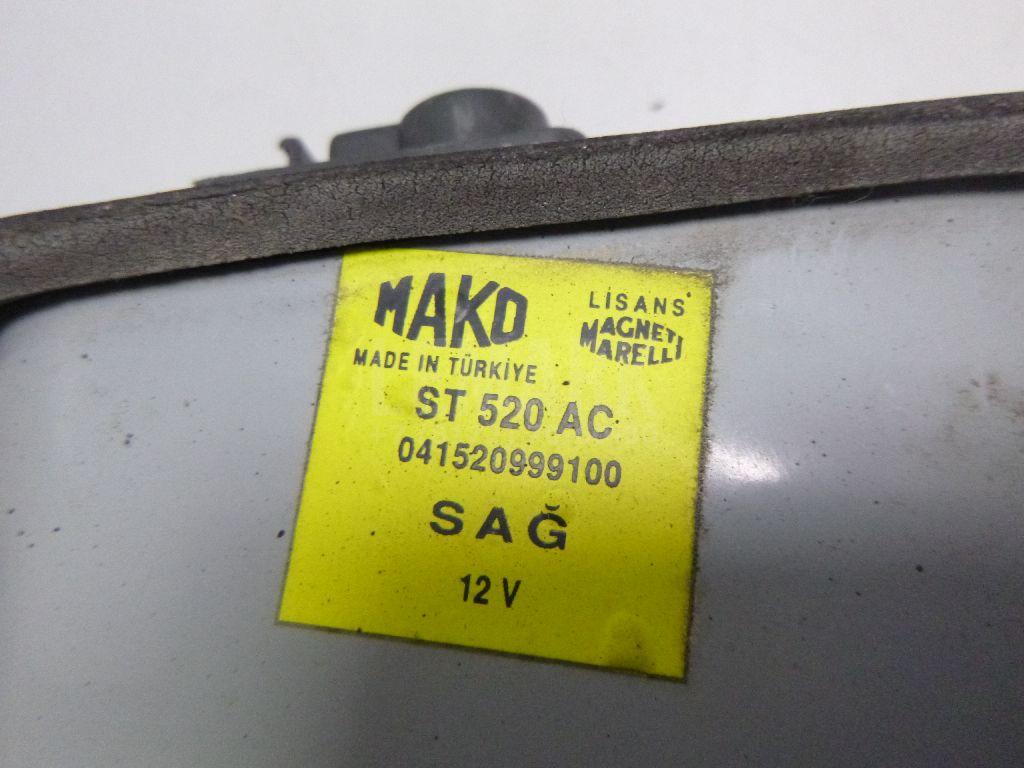 MAKO
MADE IN TÜRKİYE
LİSANS
MAGNETI
MARELLI
ST 520 AC
041520999100
SAĞ
12 V